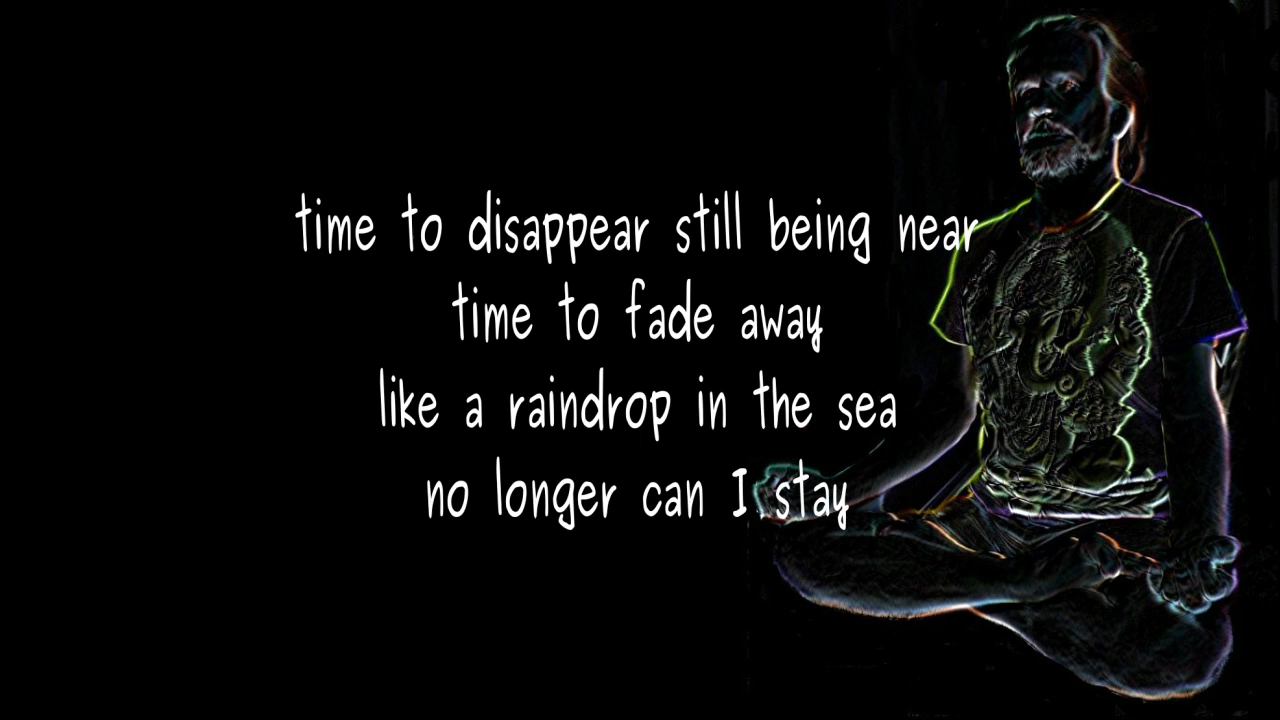 time to disappear still being near
time to fade away
like a raindrop in the sea
no longer can I stay